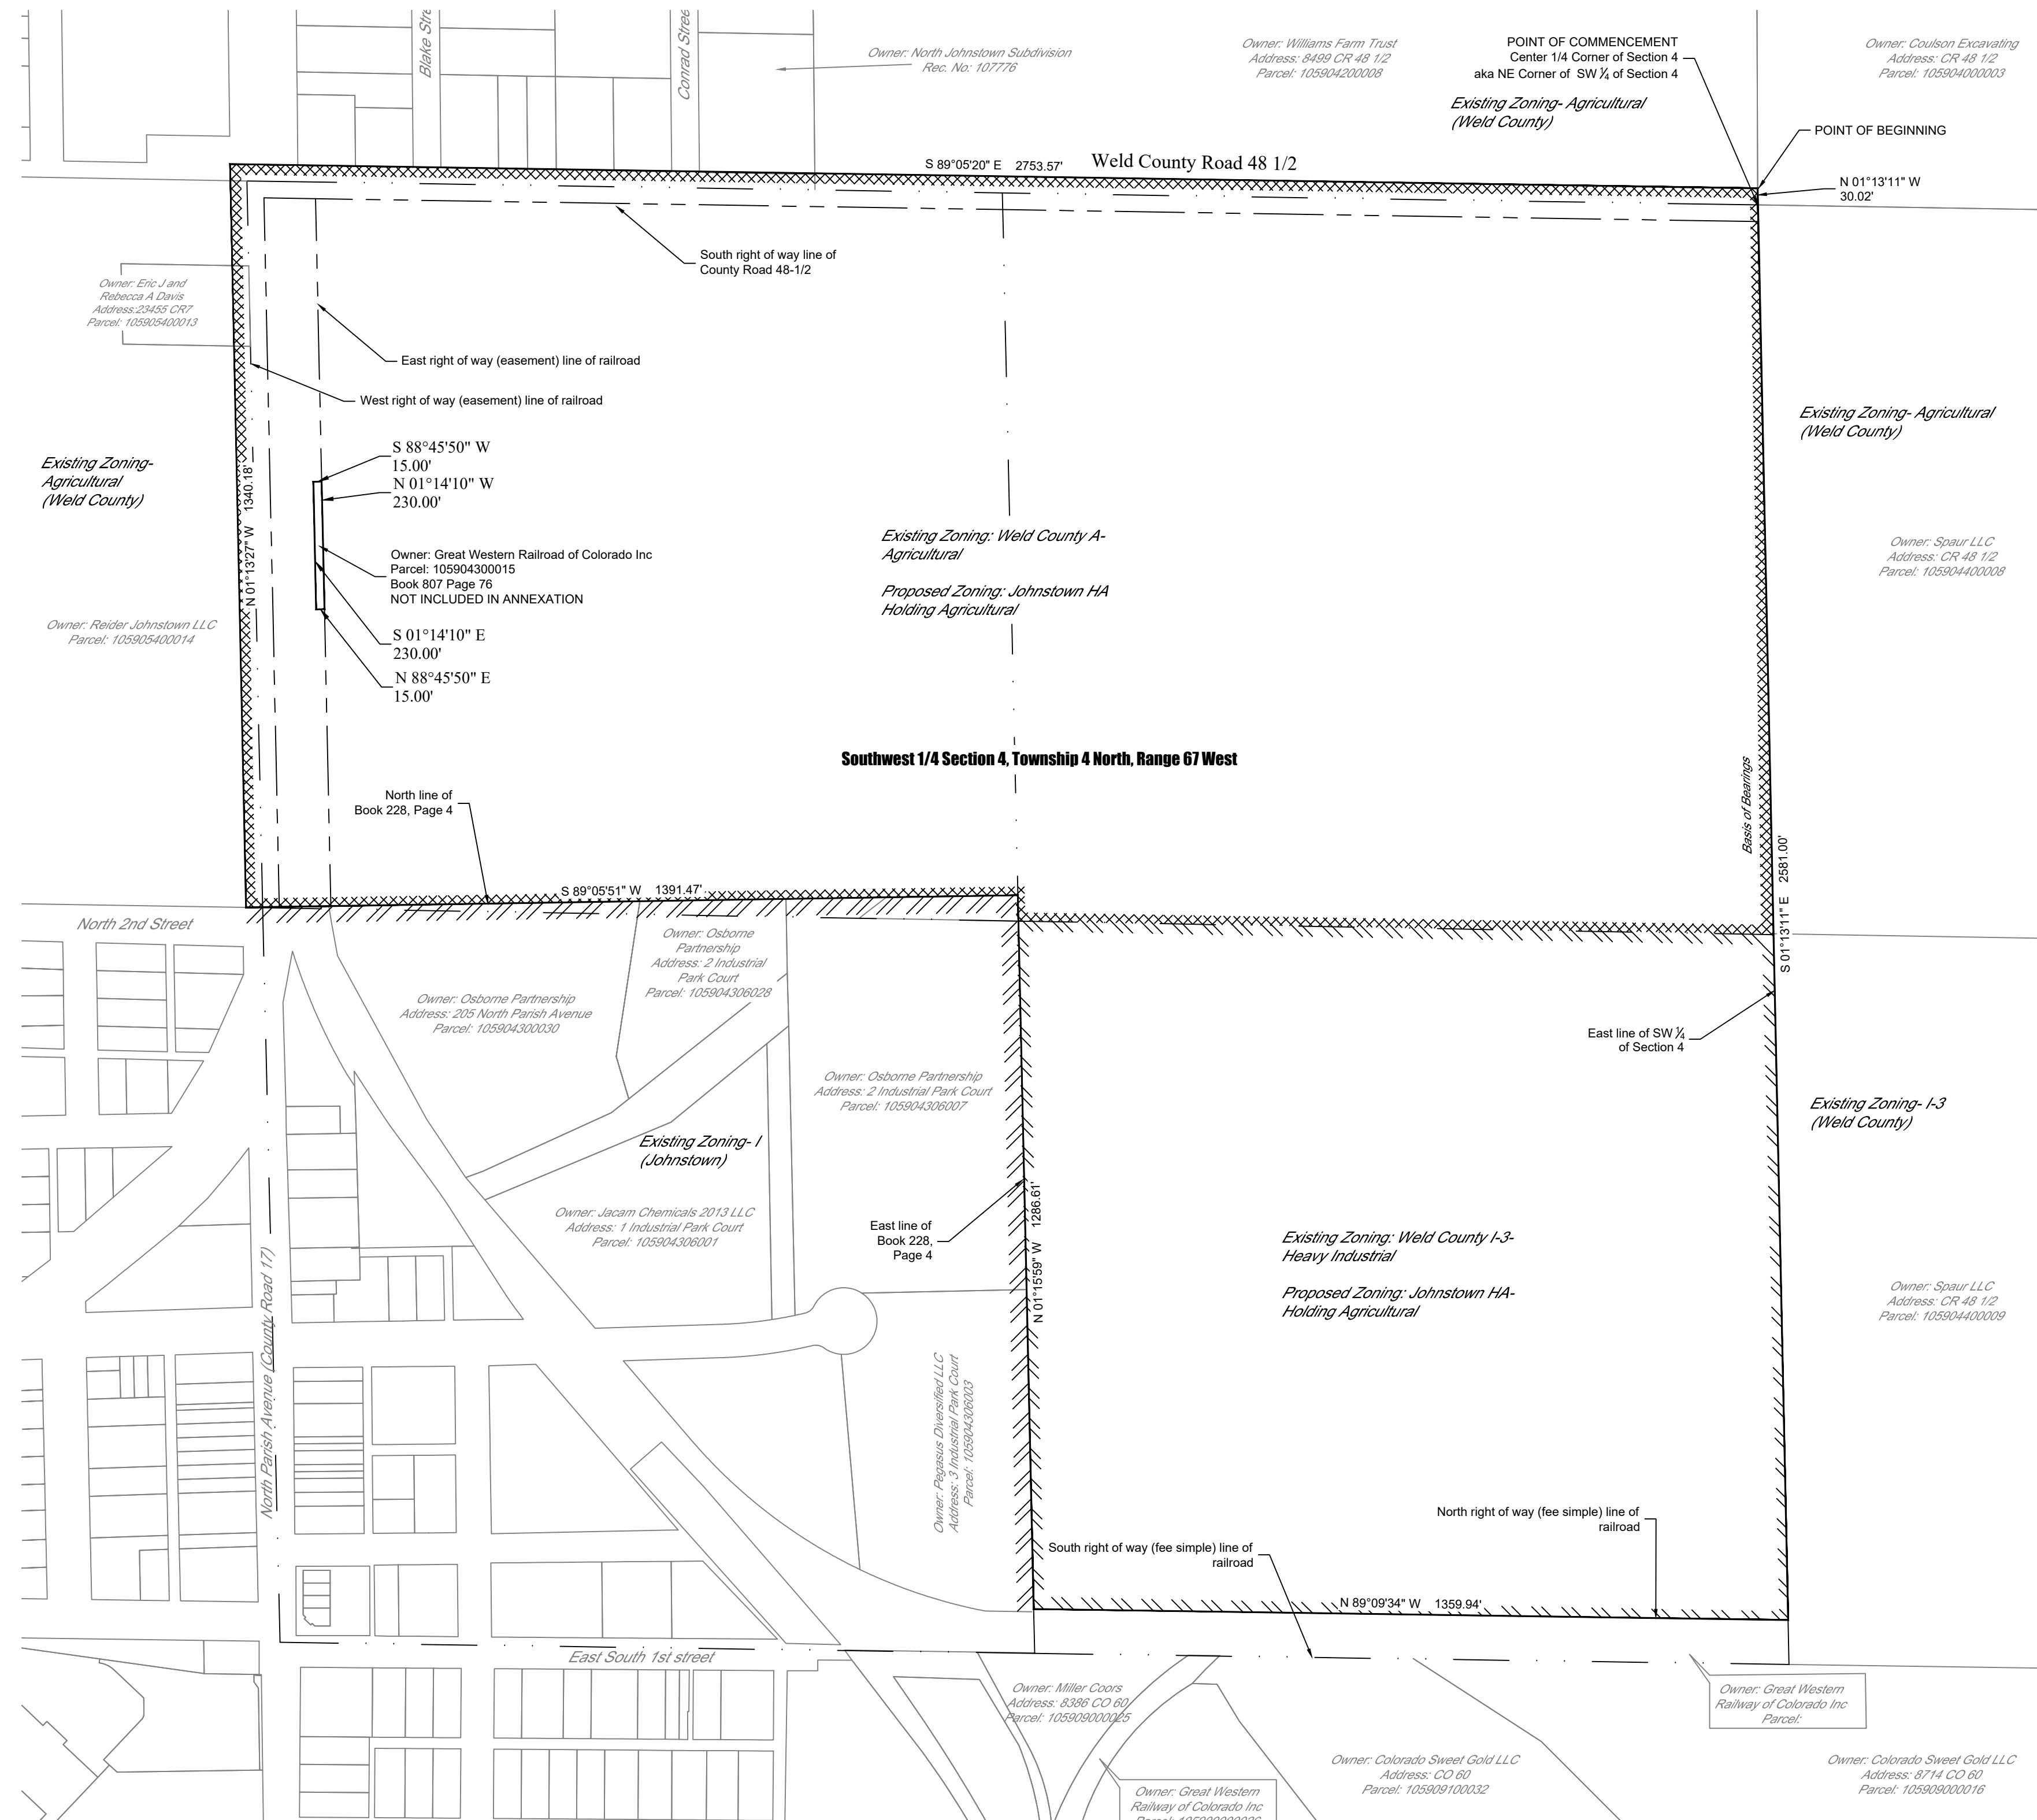 Blake
Conrad
Owner: North Johnstown Subdivision
Rec. No: 107776
Owner: Williams Farm Trust
Address: 8499 CR 48 1/2
Parcel: 105904200008
POINT OF COMMENCEMENT
Center 1/4 Corner of Section 4
aka NE Corner of SW ¼ of Section 4
Owner: Coulson Excavating
Address: CR 48 1/2
Parcel: 105904000003
Existing Zoning- Agricultural
(Weld County)
POINT OF BEGINNING
S 89°05'20" E 2753.57'
Weld County Road 48 1/2
N 01°13'11" W
30.02'
South right of way line of
County Road 48-1/2
Owner: Eric J and
Rebecca A Davis
Address:23455 CR7
Parcel: 105905400013
East right of way (easement) line of railroad
West right of way (easement) line of railroad
Existing Zoning- Agricultural
(Weld County)
Existing Zoning-
Agricultural
(Weld County)
S 88°45'50" W
15.00'
N 01°14'10" W
230.00'
N 01°13'27" W 1340.18'
Owner: Great Western Railroad of Colorado Inc
Parcel: 105904300015
Book 807 Page 76
NOT INCLUDED IN ANNEXATION
Existing Zoning: Weld County A-
Agricultural
Proposed Zoning: Johnstown HA
Holding Agricultural
Owner: Spaur LLC
Address: CR 48 1/2
Parcel: 105904400008
Owner: Reider Johnstown LLC
Parcel: 105905400014
S 01°14'10" E
230.00'
N 88°45'50" E
15.00'
Southwest 1/4 Section 4, Township 4 North, Range 67 West
North line of
Book 228, Page 4
Basis of Bearings
S 01°13'11" E 2581.00'
S 89°05'51" W 1391.47'
North 2nd Street
Owner: Osborne
Partnership
Address: 2 Industrial
Park Court
Parcel: 105904306028
Owner: Osborne Partnership
Address: 205 North Parish Avenue
Parcel: 105904300030
East line of SW ¼
of Section 4
Owner: Osborne Partnership
Address: 2 Industrial Park Court
Parcel: 105904306007
Existing Zoning- I-3
(Weld County)
Existing Zoning- I
(Johnstown)
Owner: Jacam Chemicals 2013 LLC
Address: 1 Industrial Park Court
Parcel: 105904306001
East line of
Book 228,
Page 4
N 01°15'59" W 1286.61'
Existing Zoning: Weld County I-3-
Heavy Industrial
Proposed Zoning: Johnstown HA-
Holding Agricultural
Owner: Spaur LLC
Address: CR 48 1/2
Parcel: 105904400009
North Parish Avenue (County Road 17)
Owner: Pegasus Diversified LLC
Address: 3 Industrial Park Court
Parcel: 105904306003
North right of way (fee simple) line of
railroad
South right of way (fee simple) line of
railroad
N 89°09'34" W 1359.94'
East South 1st street
Owner: Miller Coors
Address: 8386 CO 60
Parcel: 105909000025
Owner: Great Western
Railway of Colorado Inc
Parcel:
Owner: Colorado Sweet Gold LLC
Address: CO 60
Parcel: 105909100032
Owner: Colorado Sweet Gold LLC
Address: 8714 CO 60
Parcel: 105909000016
Owner: Great Western
Railway of Colorado Inc